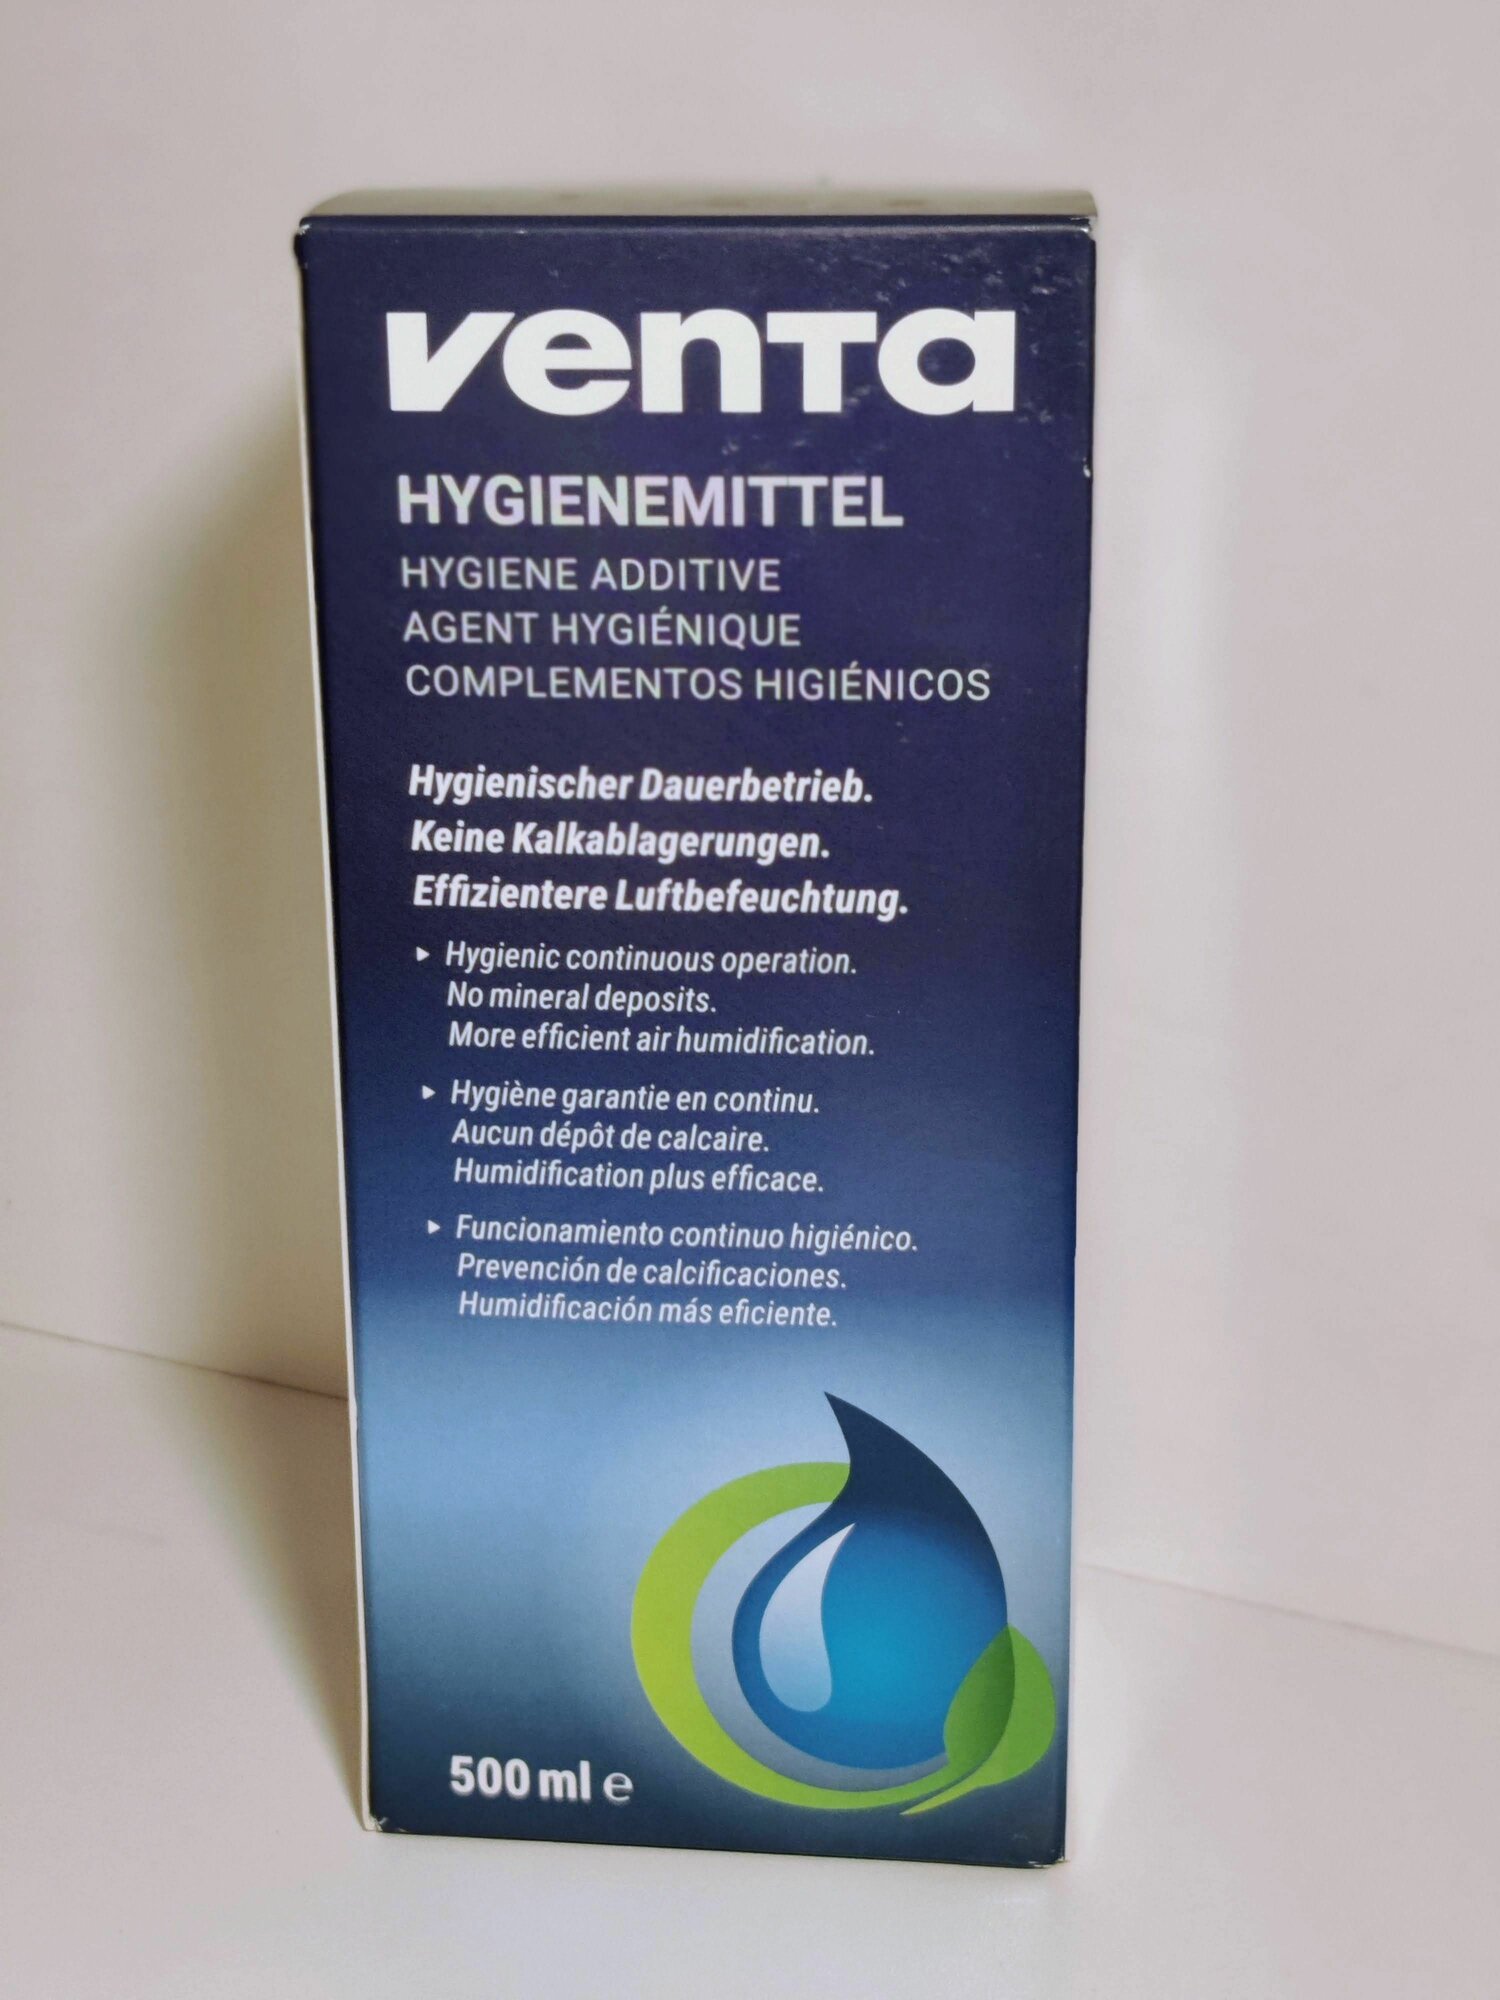 venta
HYGIENEMITTEL
HYGIENE ADDITIVE
AGENT HYGIÉNIQUE
COMPLEMENTOS HIGIÉNICOS
Hygienischer Dauerbetrieb.
Keine Kalkablagerungen.
Effizientere Luftbefeuchtung.
▸ Hygienic continuous operation.
No mineral deposits.
More efficient air humidification.
▸ Hygiène garantie en continu.
Aucun dépôt de calcaire.
Humidification plus efficace.
▸ Funcionamiento continuo higiénico.
Prevención de calcificaciones.
Humidificación más eficiente.
500 ml ℮